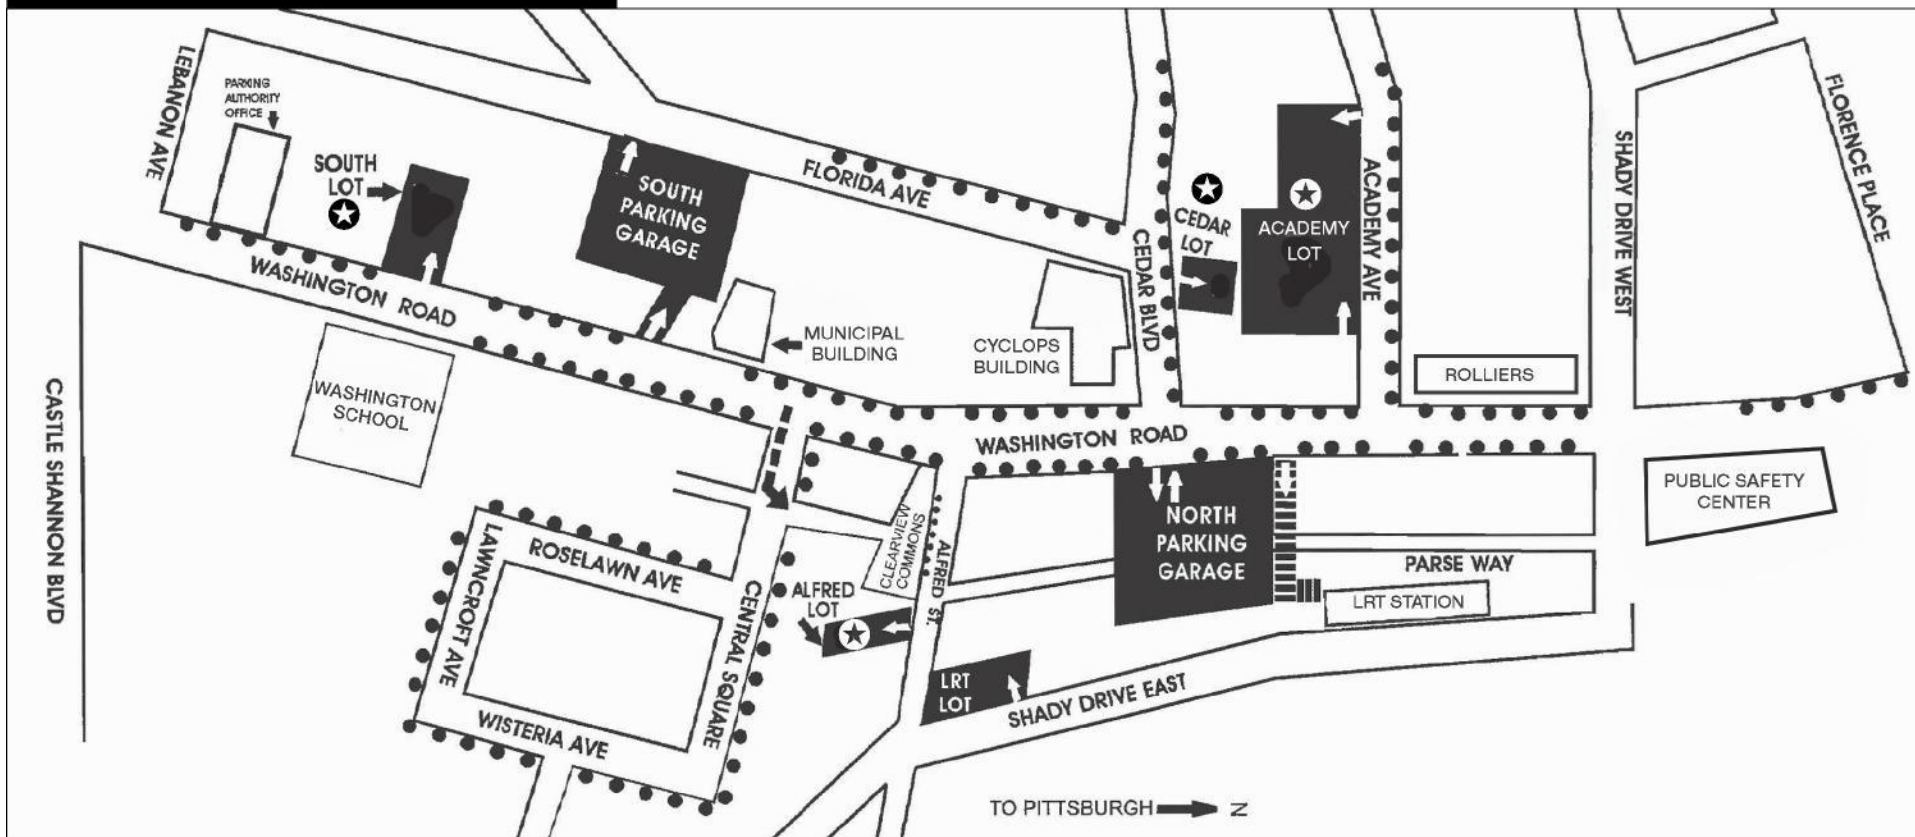 LEBANON AVE
PARKING
AUTHORITY
OFFICE
SOUTH
LOT
SOUTH
PARKING
GARAGE
FLORIDA AVE
CEDAR
LOT
ACADEMY
LOT
ACADEMY AVE
SHADY DRIVE WEST
FLORENCE PLACE
CEDAR BLVD
WASHINGTON ROAD
MUNICIPAL
BUILDING
CYCLOPS
BUILDING
ROLLIERS
CASTLE SHANNON BLVD
WASHINGTON
SCHOOL
WASHINGTON ROAD
PUBLIC SAFETY
CENTER
NORTH
PARKING
GARAGE
PARSE WAY
LRT STATION
CLEARVIEW
COMMONS
ALFRED ST.
ROSELAWN AVE
LAWNCROFT AVE
CENTRAL SQUARE
ALFRED
LOT
WISTERIA AVE
LRT
LOT
SHADY DRIVE EAST
TO PITTSBURGH
N